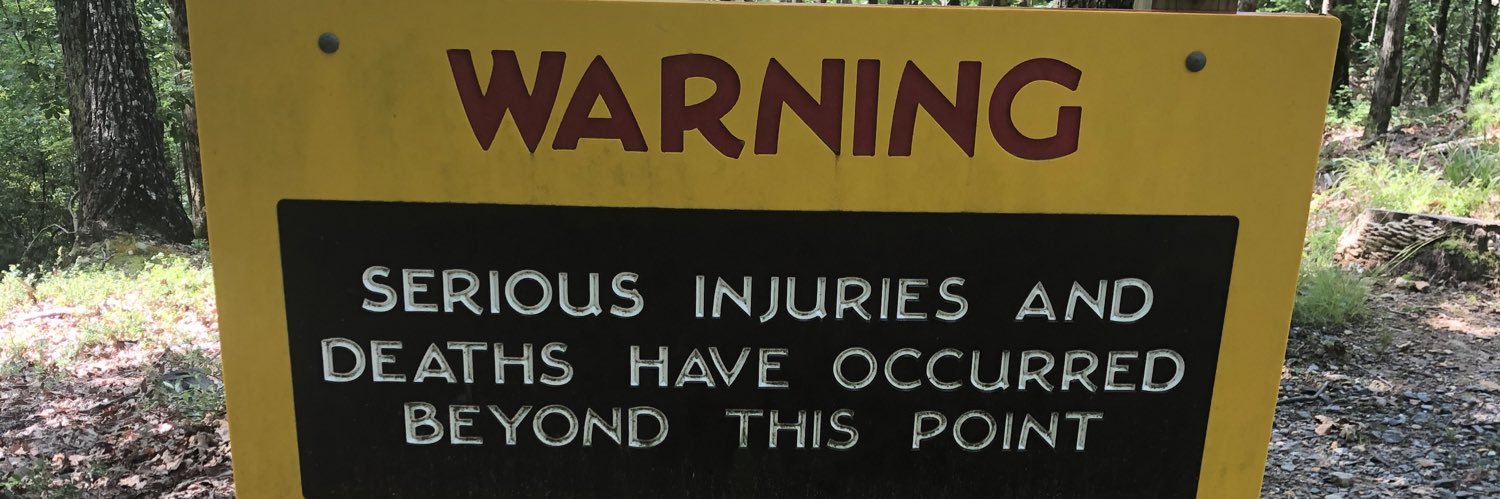 WARNING
SERIOUS INJURIES AND
DEATHS HAVE OCCURRED
BEYOND THIS POINT